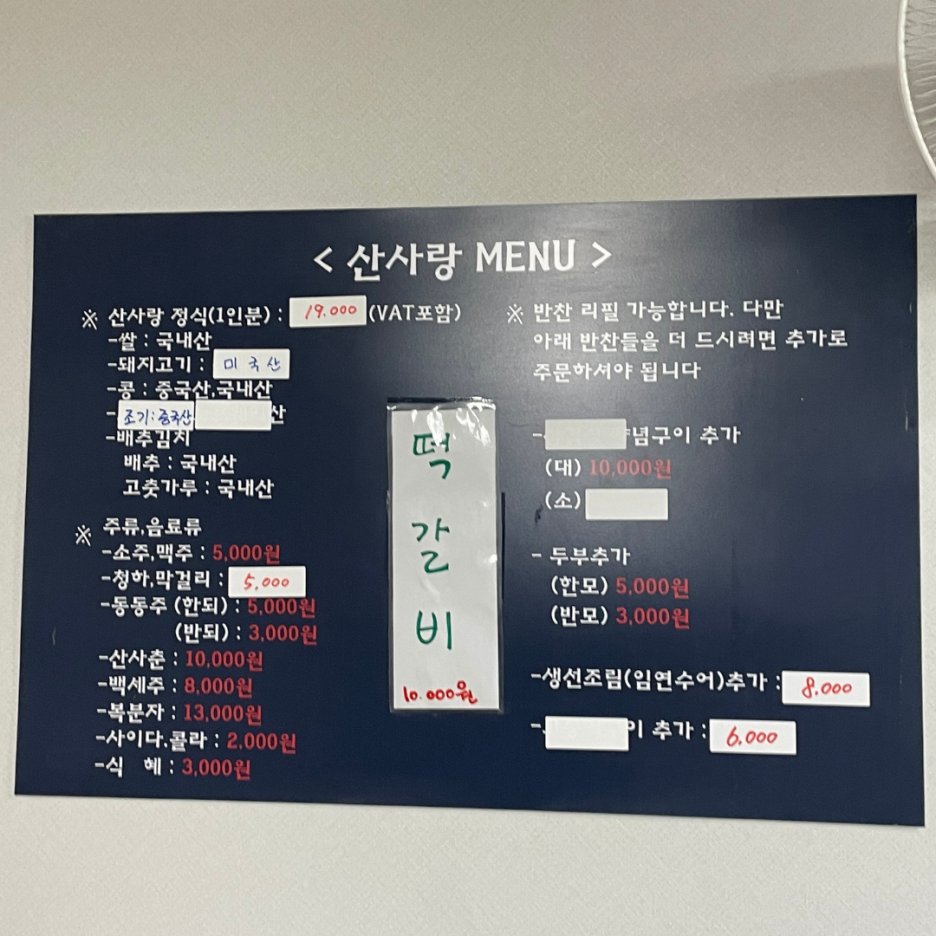 < 산사랑 MENU >
※ 산사랑 정식(1인분) : 19.000 (VAT포함)
-쌀 : 국내산
-돼지고기 : 미국산
-콩 : 중국산,국내산
- 조기:중국산 산
-배추김치
배추 : 국내산
고춧가루 : 국내산
※ 주류,음료류
-소주,맥주 : 5,000원
-청하,막걸리 : 5,000
-동동주 (한되) : 5,000원
(반되) : 3,000원
-산사춘 : 10,000원
-백세주 : 8,000원
-복분자 : 13,000원
-사이다.콜라 : 2,000원
-식 혜 : 3,000원
떡
갈
비
10.000원
※ 반찬 리필 가능합니다. 다만
아래 반찬들을 더 드시려면 추가로
주문하셔야 됩니다
- 념구이 추가
(대) 10,000원
(소)
- 두부추가
(한모) 5,000원
(반모) 3,000원
-생선조림(임연수어)추가 : 8.000
- 이 추가 : 6.000